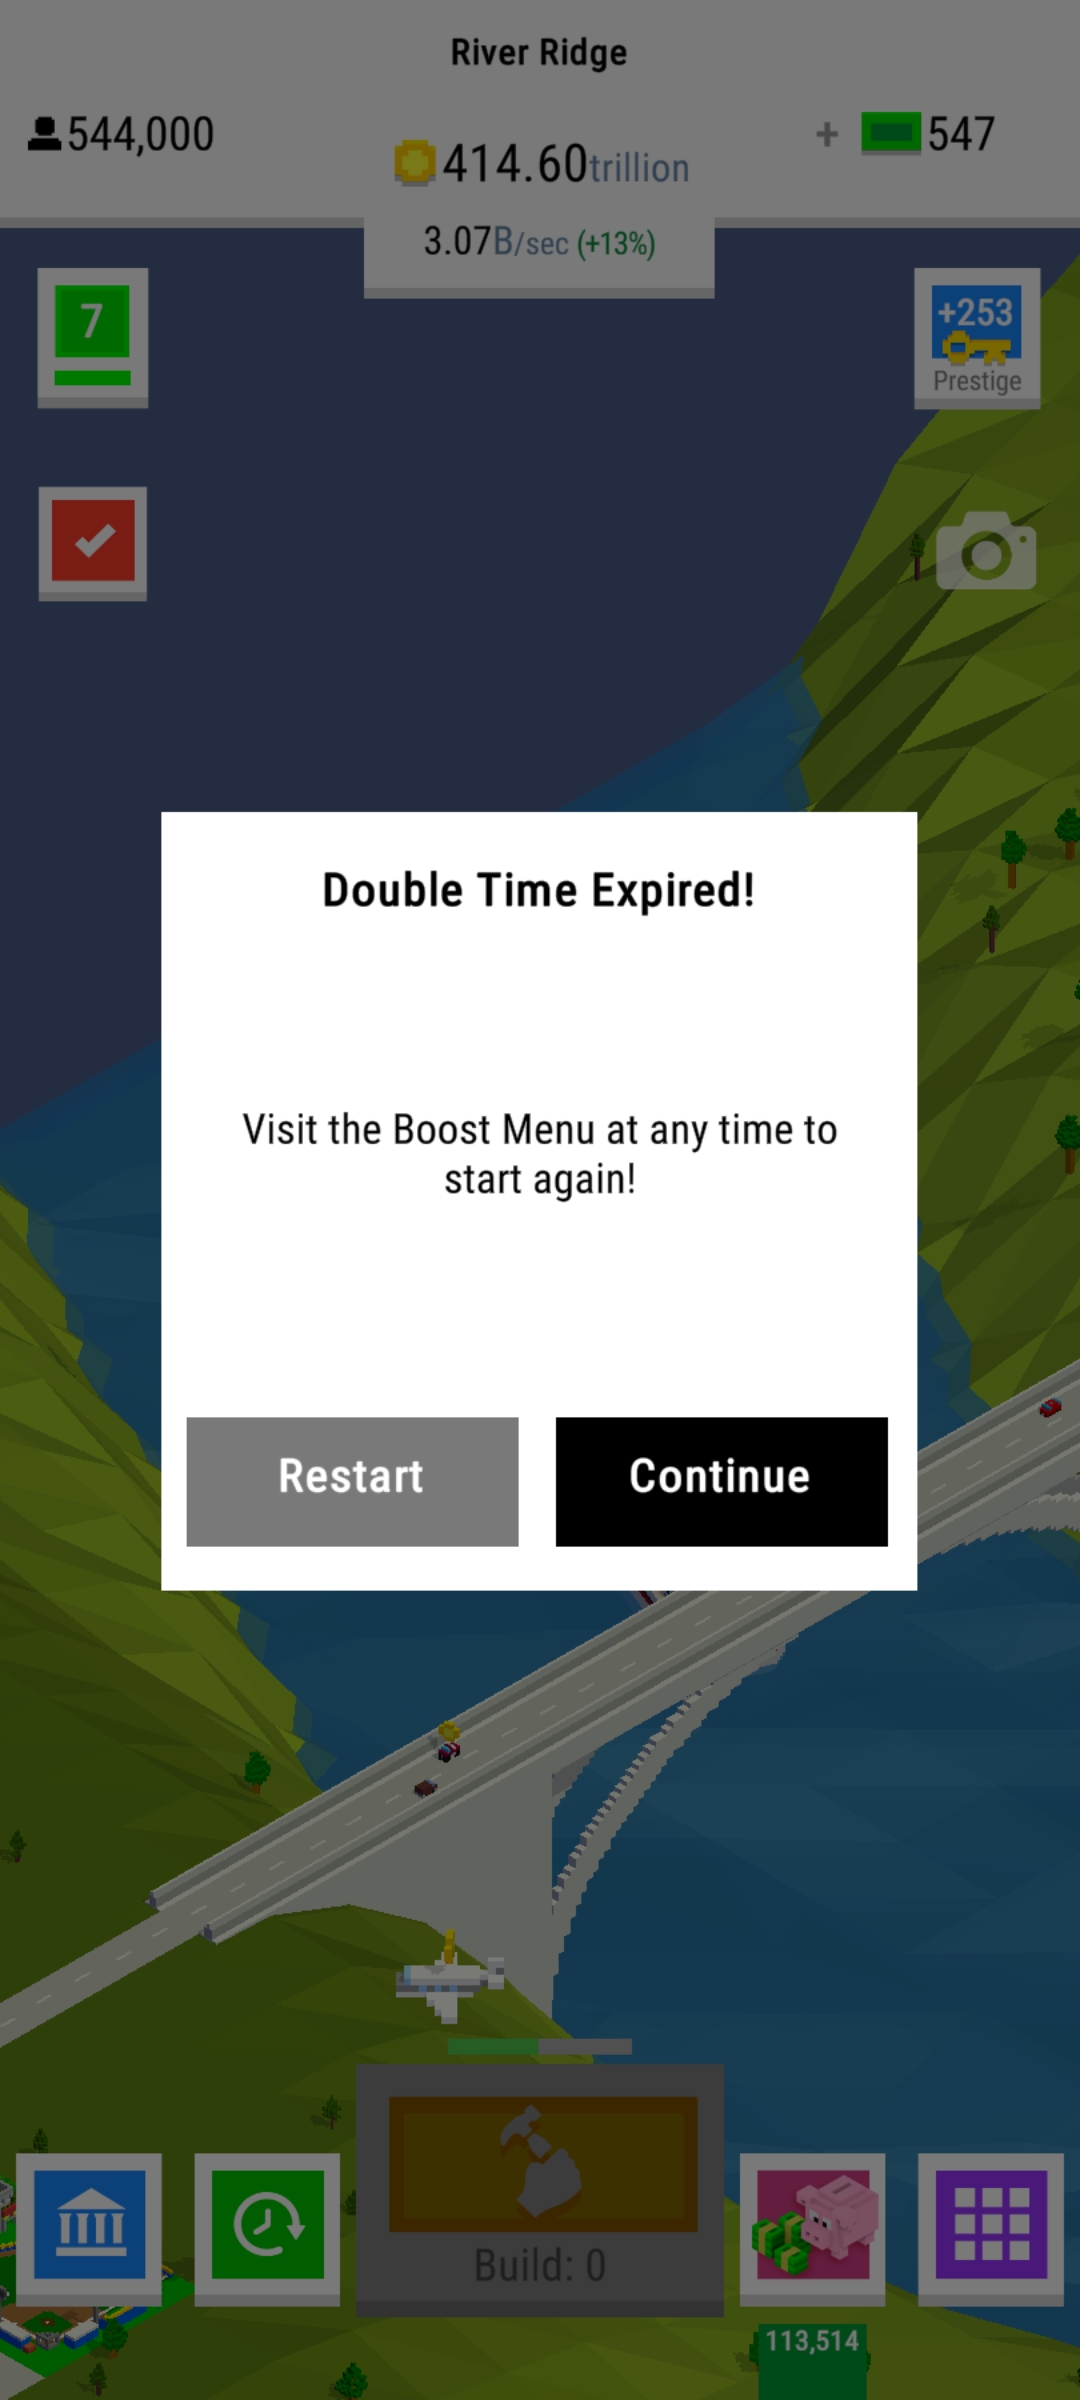 River Ridge
544,000
414.60trillion
+ 547
3.07B/sec (+13%)
7
+253
Prestige
Double Time Expired!
Visit the Boost Menu at any time to
start again!
Restart
Continue
Build: 0
113,514